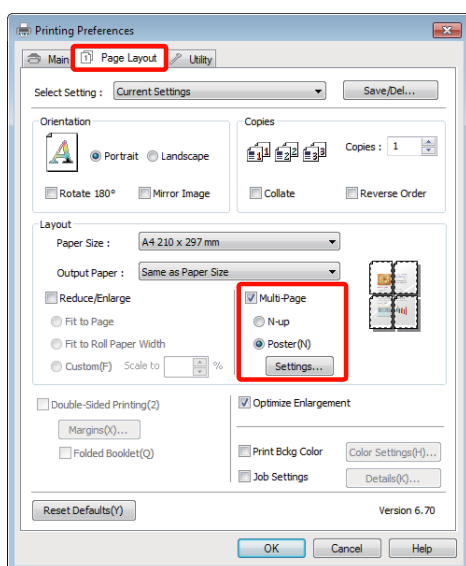 Printing Preferences
Main Page Layout Utility
Select Setting : Current Settings Save/Del...
Orientation
Portrait Landscape
Rotate 180° Mirror Image
Copies
Copies : 1
Collate Reverse Order
Layout
Paper Size : A4 210 x 297 mm
Output Paper : Same as Paper Size
Reduce/Enlarge
Fit to Page
Fit to Roll Paper Width
Custom(F) Scale to %
Multi-Page
N-up
Poster(N)
Settings...
Double-Sided Printing(2)
Margins(X)...
Folded Booklet(Q)
Optimize Enlargement
Print Bckg Color Color Settings(H)...
Job Settings Details(K)...
Reset Defaults(Y) Version 6.70
OK Cancel Help